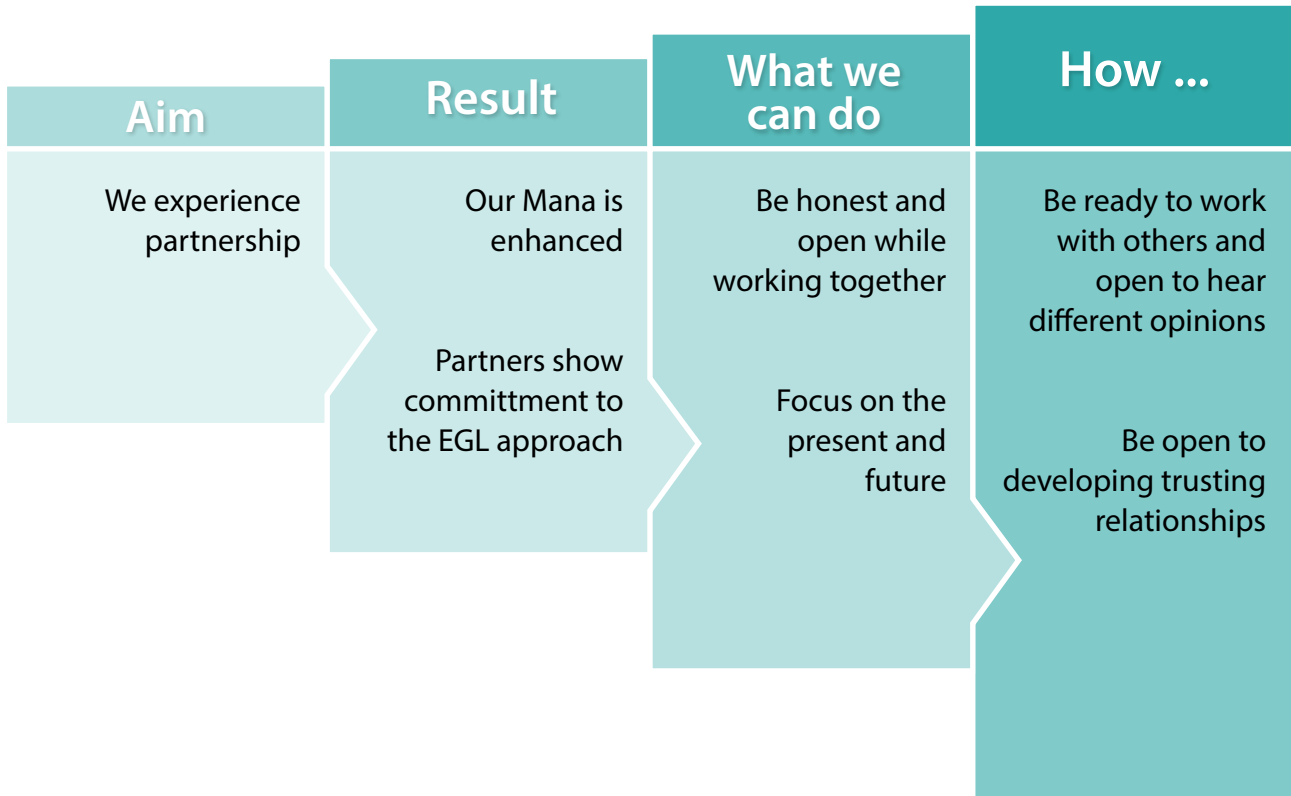 Aim
We experience
partnership
Result
Our Mana is
enhanced
Partners show
committment to
the EGL approach
What we
can do
Be honest and
open while
working together
Focus on the
present and
future
How ...
Be ready to work
with others and
open to hear
different opinions
Be open to
developing trusting
relationships